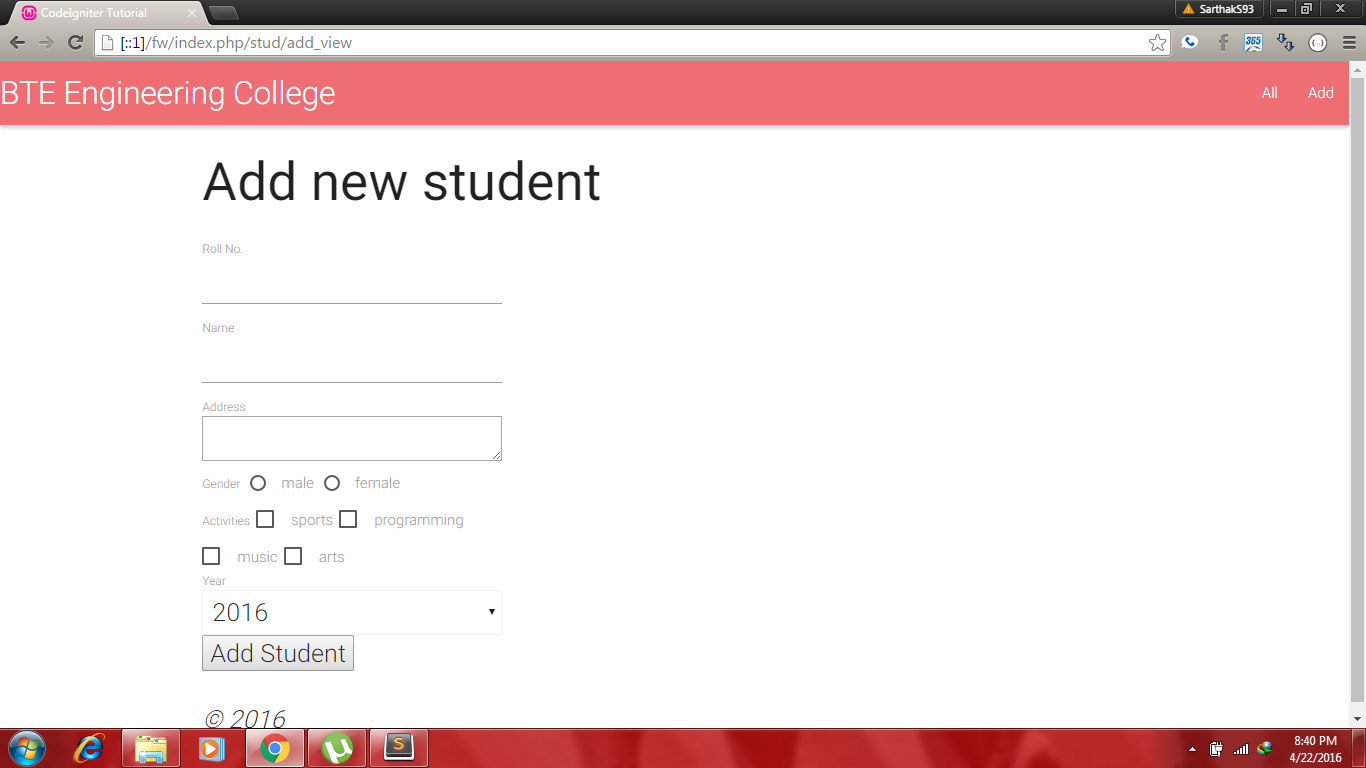 CodeIgniter Tutorial
SarthakS93
[::1]/fw/index.php/stud/add_view
365
BTE Engineering College
All
Add
Add new student
Roll No.
Name
Address
Gender male female
Activities sports programming
music arts
Year
2016
Add Student
© 2016
8:40 PM
4/22/2016